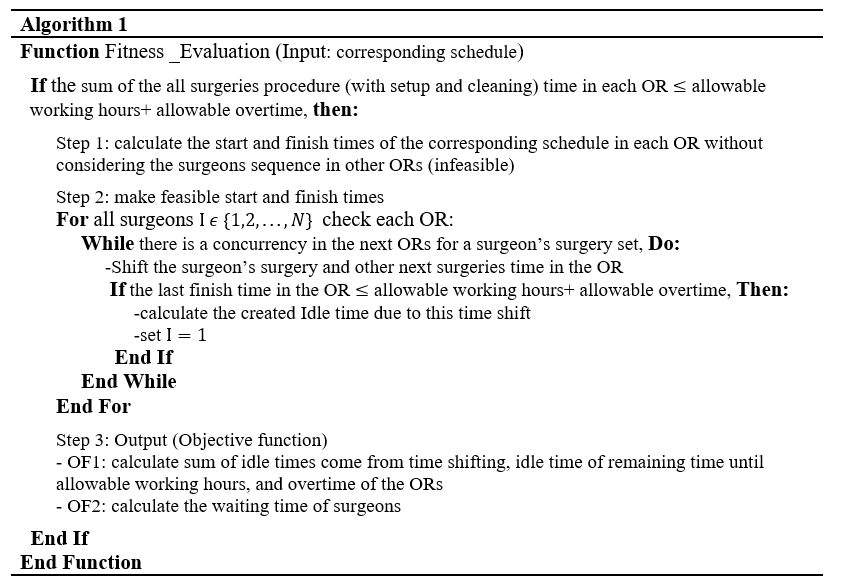 Algorithm 1
Function Fitness _Evaluation (Input: corresponding schedule)
If the sum of the all surgeries procedure (with setup and cleaning) time in each OR ≤ allowable
working hours+ allowable overtime, then:
Step 1: calculate the start and finish times of the corresponding schedule in each OR without
considering the surgeons sequence in other ORs (infeasible)
Step 2: make feasible start and finish times
For all surgeons I ϵ {1,2,…,N} check each OR:
While there is a concurrency in the next ORs for a surgeon’s surgery set, Do:
-Shift the surgeon’s surgery and other next surgeries time in the OR
If the last finish time in the OR ≤ allowable working hours+ allowable overtime, Then:
-calculate the created Idle time due to this time shift
-set I = 1
End If
End While
End For
Step 3: Output (Objective function)
- OF1: calculate sum of idle times come from time shifting, idle time of remaining time until
allowable working hours, and overtime of the ORs
- OF2: calculate the waiting time of surgeons
End If
End Function